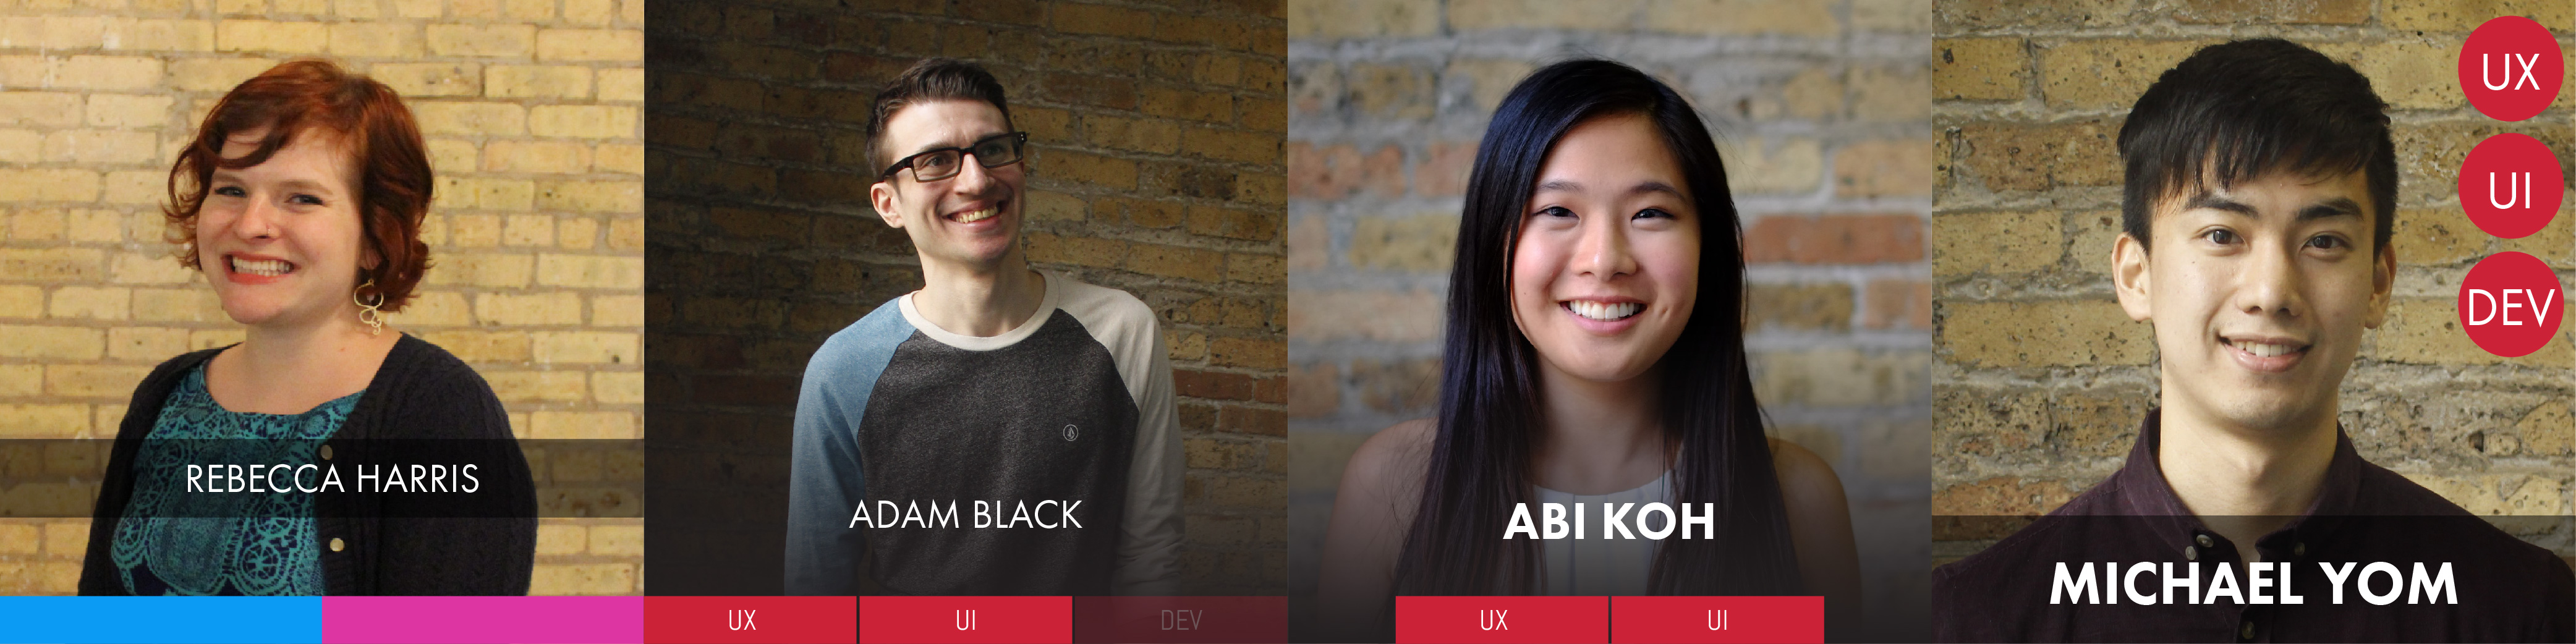 REBECCA HARRIS
ADAM BLACK
UX
UI
DEV
ABI KOH
UX
UI
UX
UI
DEV
MICHAEL YOM